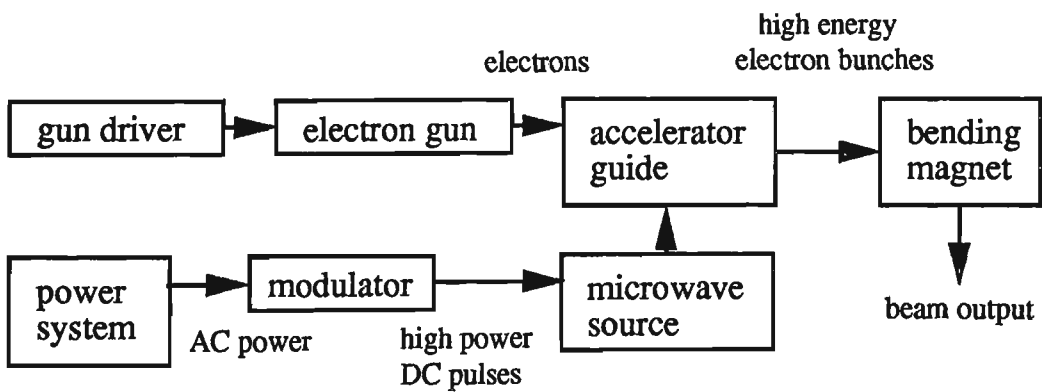 high energy
electron bunches
electrons
gun driver
electron gun
accelerator
guide
bending
magnet
power
system
AC power
modulator
high power
DC pulses
microwave
source
beam output